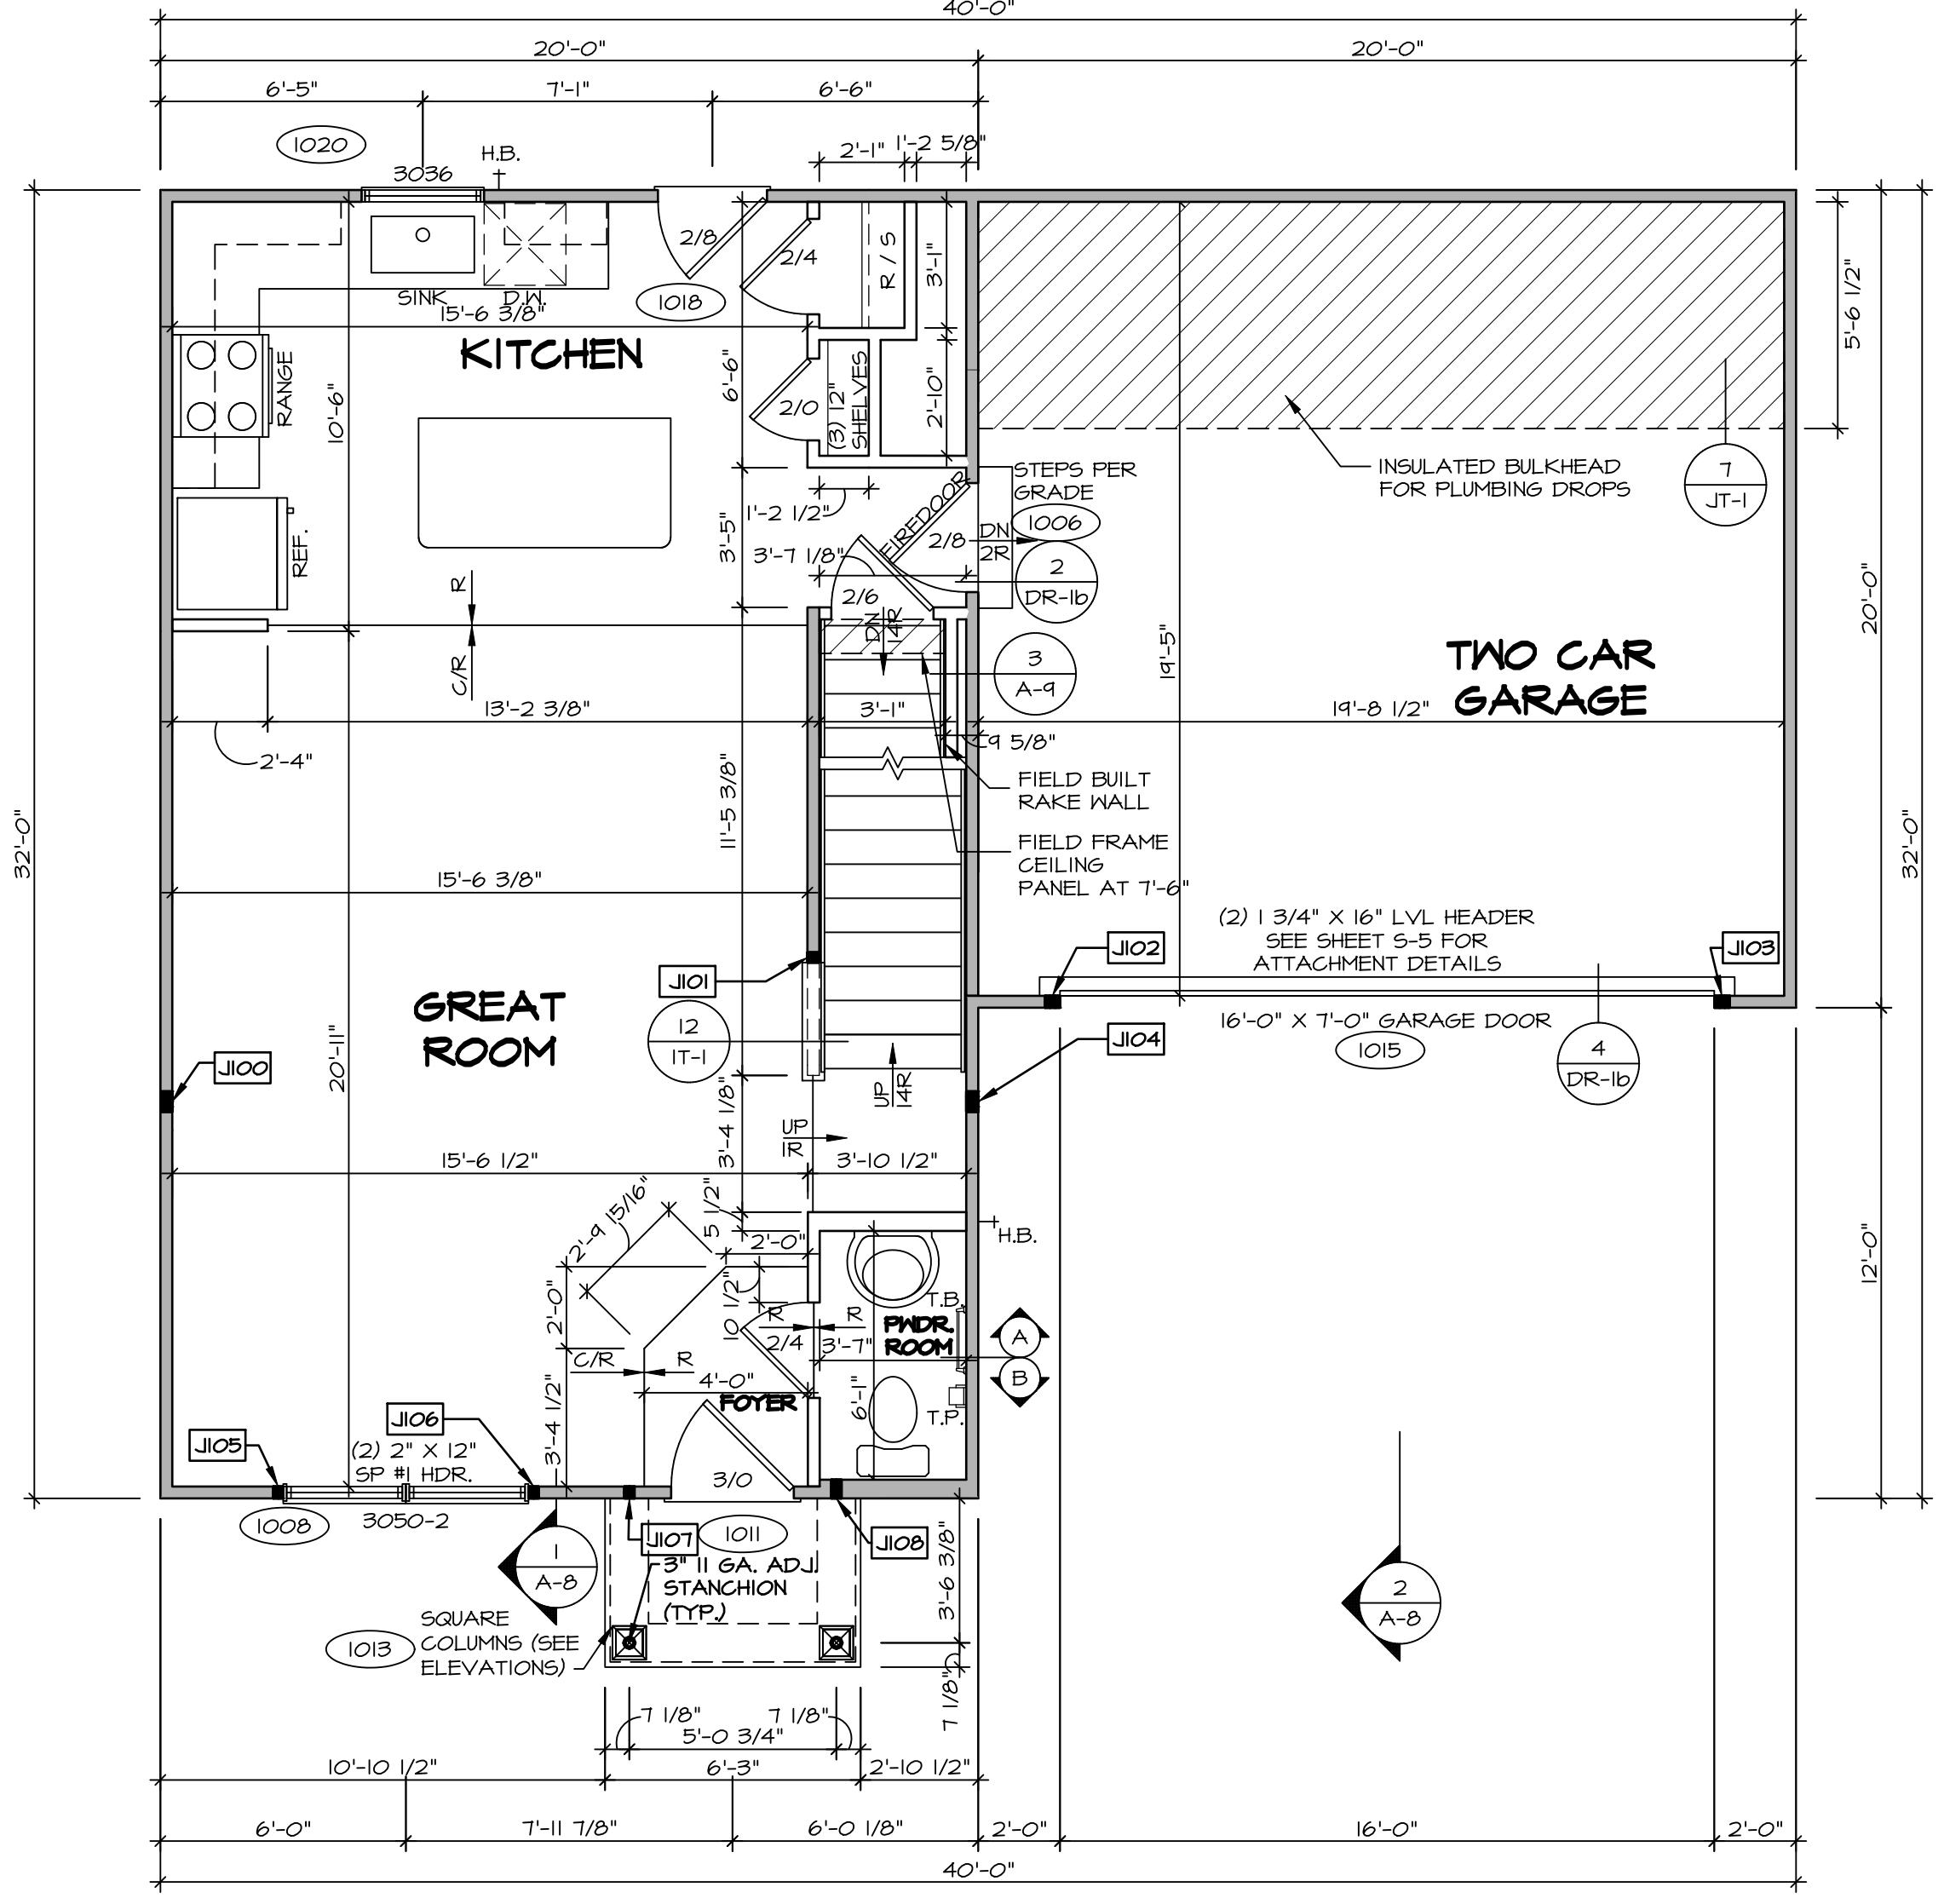 40'-0"
20'-0"
20'-0"
6'-5"
7'-1"
6'-6"
1020
3036
H.B.
2'-1"
1'-2 5/8"
2/8
2/4
R / S
3'-1"
1018
SINK
D.W.
15'-6 3/8"
KITCHEN
RANGE
10'-6"
6'-6"
2/0
(3) 12"
SHELVES
2'-10"
5'-6 1/2"
INSULATED BULKHEAD
FOR PLUMBING DROPS
7
JT-1
REF.
STEPS PER
GRADE
1006
1'-2 1/2"
3'-5"
FIREDOOR
2/8
DN
2R
3'-7 1/8"
2
DR-1b
2/6
DN
14R
R
C/R
3
A-9
19'-5"
20'-0"
TWO CAR
GARAGE
13'-2 3/8"
3'-1"
19'-8 1/2"
2'-4"
9 5/8"
FIELD BUILT
RAKE WALL
11'-5 3/8"
32'-0"
32'-0"
FIELD FRAME
CEILING
PANEL AT 7'-6"
15'-6 3/8"
(2) 1 3/4" X 16" LVL HEADER
SEE SHEET S-5 FOR
ATTACHMENT DETAILS
J101
J102
J103
GREAT
ROOM
12
1T-1
16'-0" X 7'-0" GARAGE DOOR
1015
4
DR-1b
J100
J104
20'-11"
UP
14R
3'-4 1/8"
UP
1R
15'-6 1/2"
3'-10 1/2"
2'-9 15/16"
5 1/2"
2'-0"
H.B.
12'-0"
2'-0"
10 1/2"
R
R
2/4
T.B.
PWDR.
ROOM
3'-7"
A
B
C/R
R
4'-0"
FOYER
6'-1"
T.P.
3'-4 1/2"
J105
J106
(2) 2" X 12"
SP #1 HDR.
3/0
1008
3050-2
J107
1011
J108
1
A-8
3" 11 GA. ADJ.
STANCHION
(TYP.)
3'-6 3/8"
2
A-8
1013
SQUARE
COLUMNS (SEE
ELEVATIONS)
7 1/8"
7 1/8"
7 1/8"
5'-0 3/4"
10'-10 1/2"
6'-3"
2'-10 1/2"
6'-0"
7'-11 7/8"
6'-0 1/8"
2'-0"
16'-0"
2'-0"
40'-0"